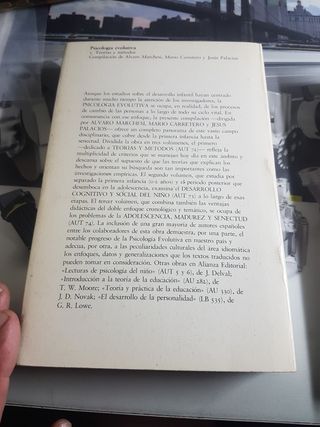 Psicología evolutiva
1. Teorías y métodos
Compilación de Alvaro Marchesi, Mario Carretero y Jesús Palacios
Aunque los estudios sobre el desarrollo infantil hayan centrado
durante mucho tiempo la atención de los investigadores, la
PSICOLOGIA EVOLUTIVA se ocupa, en realidad, de los procesos
de cambio de las personas a lo largo de todo su ciclo vital. En
consonancia con ese enfoque, la presente compilación —dirigida
por ALVARO MARCHESI, MARIO CARRETERO y JESUS
PALACIOS— ofrece un completo panorama de este vasto campo
disciplinario, que cubre desde la primera infancia hasta la
senectud. Dividida la obra en tres volúmenes, el primero
—dedicado a TEORIAS Y METODOS (AUT 72)— refleja la
multiplicidad de criterios que se manejan hoy día en este ámbito y
descansa sobre el supuesto de que las teorías que explican los
hechos y orientan su búsqueda son tan importantes como las
investigaciones empíricas. El segundo volumen, que examina por
separado la primera infancia (0-2 años) y el período posterior que
desemboca en la adolescencia, examina el DESARROLLO
COGNITIVO Y SOCIAL DEL NIÑO (AUT 73) a lo largo de esas
etapas. El tercer volumen, que combina también las ventajas
didácticas del doble enfoque cronológico y temático, se ocupa de
los problemas de la ADOLESCENCIA, MADUREZ Y SENECTUD
(AUT 74). La inclusión de una gran mayoría de autores españoles
entre los colaboradores de esta obra demuestra, por una parte, el
notable progreso de la Psicología Evolutiva en nuestro país y
adecua, por otra, a las peculiaridades culturales del área idiomática
los enfoques, datos y generalizaciones que los textos traducidos no
pueden tomar en consideración. Otras obras en Alianza Editorial:
«Lecturas de psicología del niño» (AUT 5 y 6), de J. Delval;
«Introducción a la teoría de la educación» (AU 282), de
T. W. Moore; «Teoría y práctica de la educación» (AU 330), de
J. D. Novak; «El desarrollo de la personalidad» (LB 535), de
G. R. Lowe.